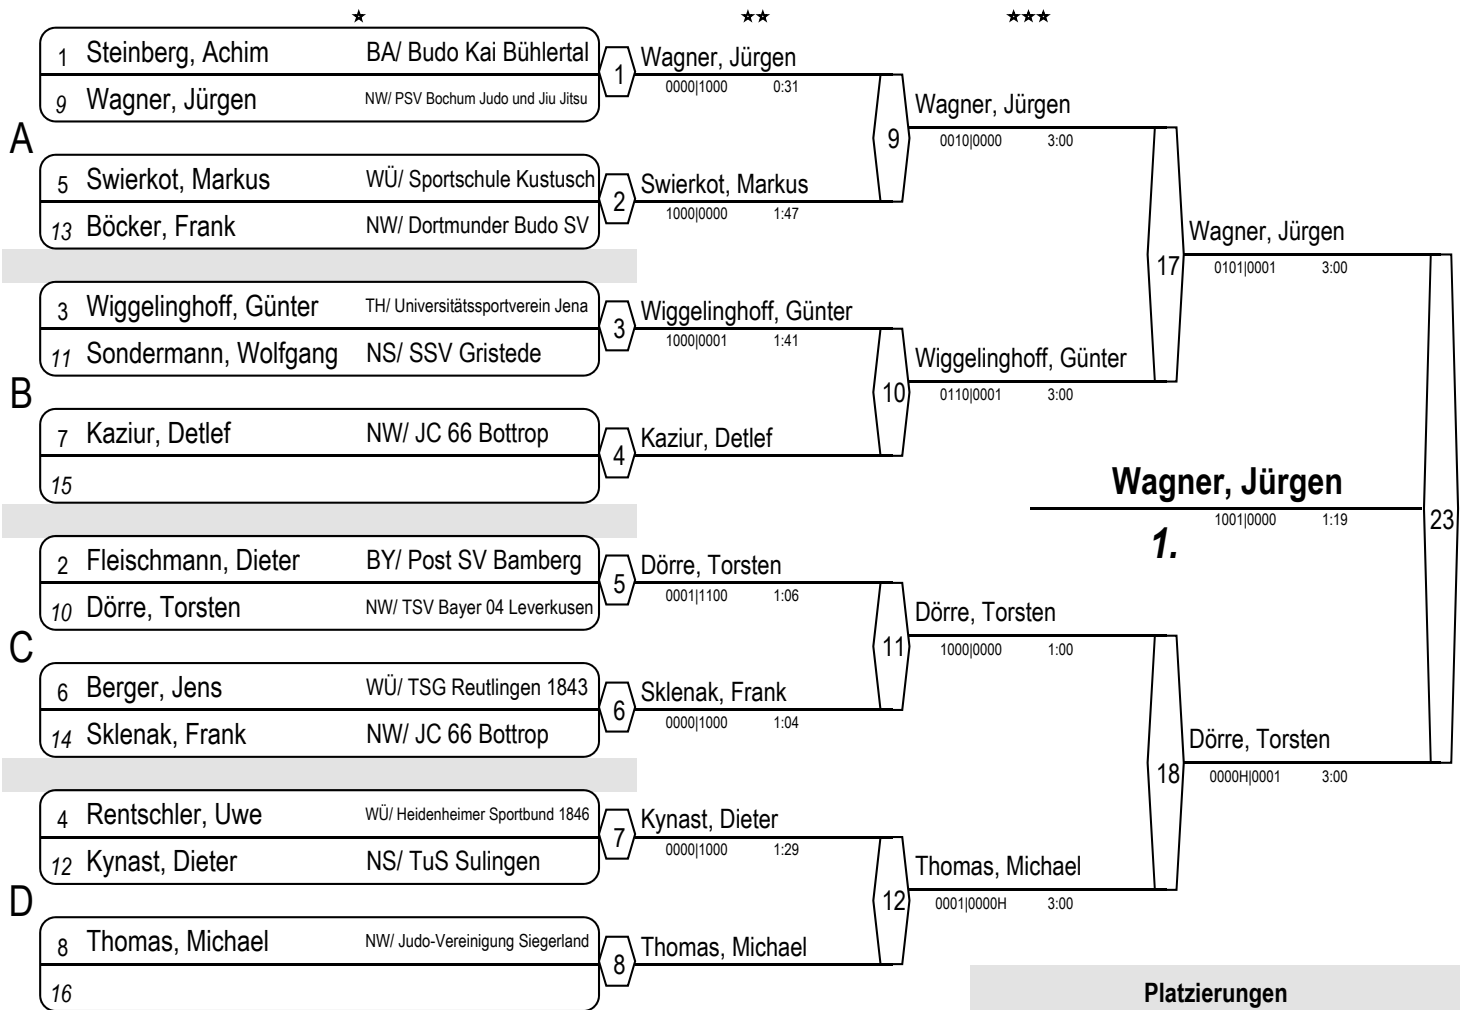 1 Steinberg, Achim BA/ Budo Kai Bühlertal
9 Wagner, Jürgen NW/ PSV Bochum Judo und Jiu Jitsu
A
5 Swierkot, Markus WÜ/ Sportschule Kustusch
13 Böcker, Frank NW/ Dortmunder Budo SV
3 Wiggelinghoff, Günter TH/ Universitätssportverein Jena
11 Sondermann, Wolfgang NS/ SSV Gristede
B
7 Kaziur, Detlef NW/ JC 66 Bottrop
15
2 Fleischmann, Dieter BY/ Post SV Bamberg
10 Dörre, Torsten NW/ TSV Bayer 04 Leverkusen
C
6 Berger, Jens WÜ/ TSG Reutlingen 1843
14 Sklenak, Frank NW/ JC 66 Bottrop
4 Rentschler, Uwe WÜ/ Heidenheimer Sportbund 1846
12 Kynast, Dieter NS/ TuS Sulingen
D
8 Thomas, Michael NW/ Judo-Vereinigung Siegerland
16
1 Wagner, Jürgen
0000|1000 0:31
2 Swierkot, Markus
1000|0000 1:47
3 Wiggelinghoff, Günter
1000|0001 1:41
4 Kaziur, Detlef
5 Dörre, Torsten
0001|1100 1:06
6 Sklenak, Frank
0000|1000 1:04
7 Kynast, Dieter
0000|1000 1:29
8 Thomas, Michael
9 Wagner, Jürgen
0010|0000 3:00
10 Wiggelinghoff, Günter
0110|0001 3:00
11 Dörre, Torsten
1000|0000 1:00
12 Thomas, Michael
0001|0000H 3:00
17 Wagner, Jürgen
0101|0001 3:00
18 Dörre, Torsten
0000H|0001 3:00
23 Wagner, Jürgen
1001|0000 1:19
1.
Platzierungen